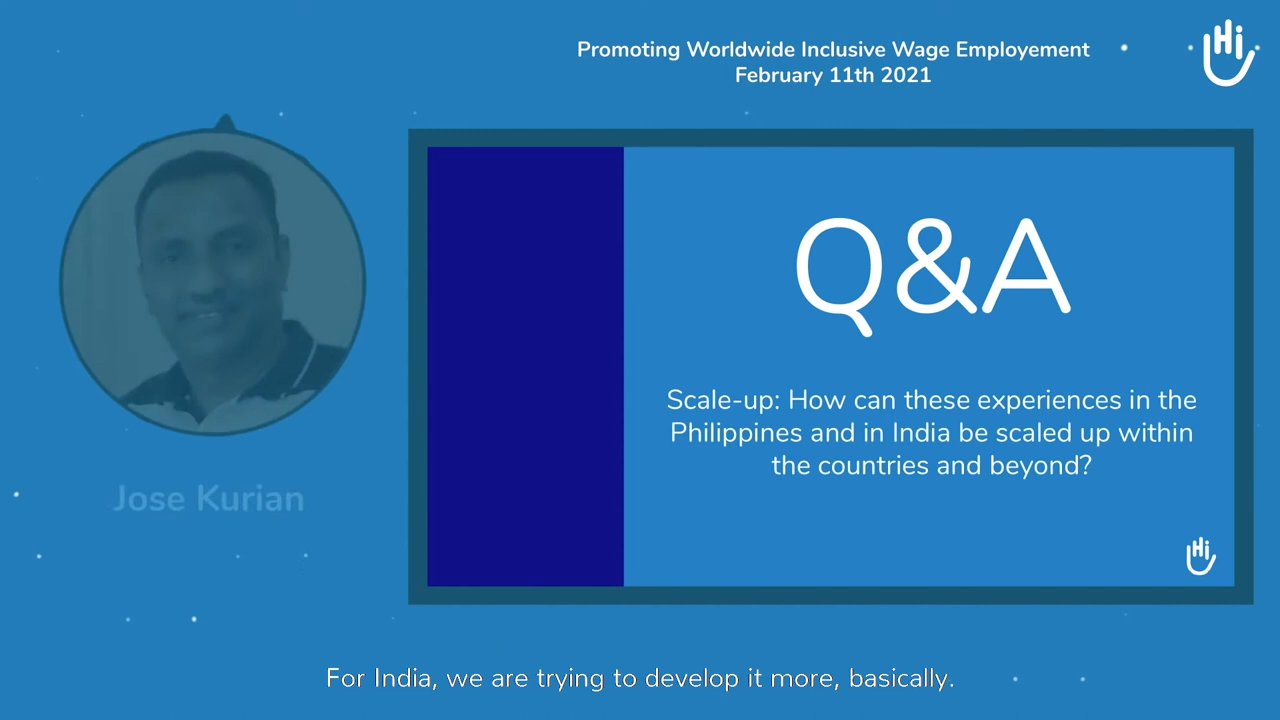 Promoting Worldwide Inclusive Wage Employement
February 11th 2021
Hi
Jose Kurian
Q&A
Scale-up: How can these experiences in the
Philippines and in India be scaled up within
the countries and beyond?
Hi
For India, we are trying to develop it more, basically.